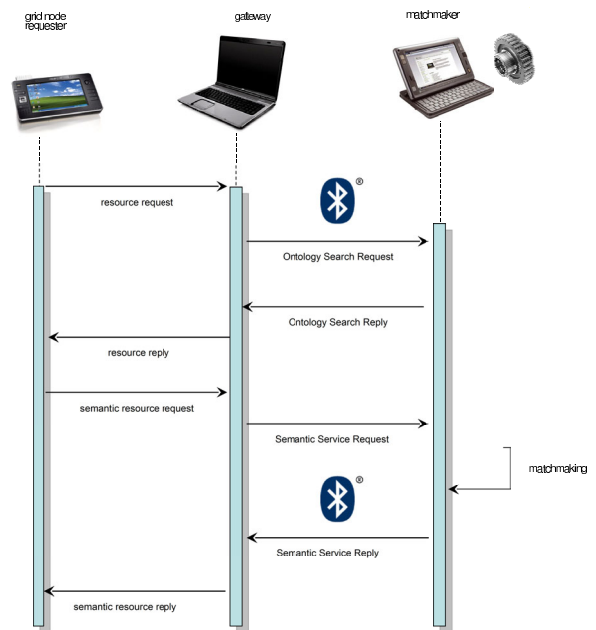 grid node
requester
gateway
matchmaker
®
resource request
Ontology Search Request
Ontology Search Reply
resource reply
semantic resource request
Semantic Service Request
matchmaking
®
Semantic Service Reply
semantic resource reply